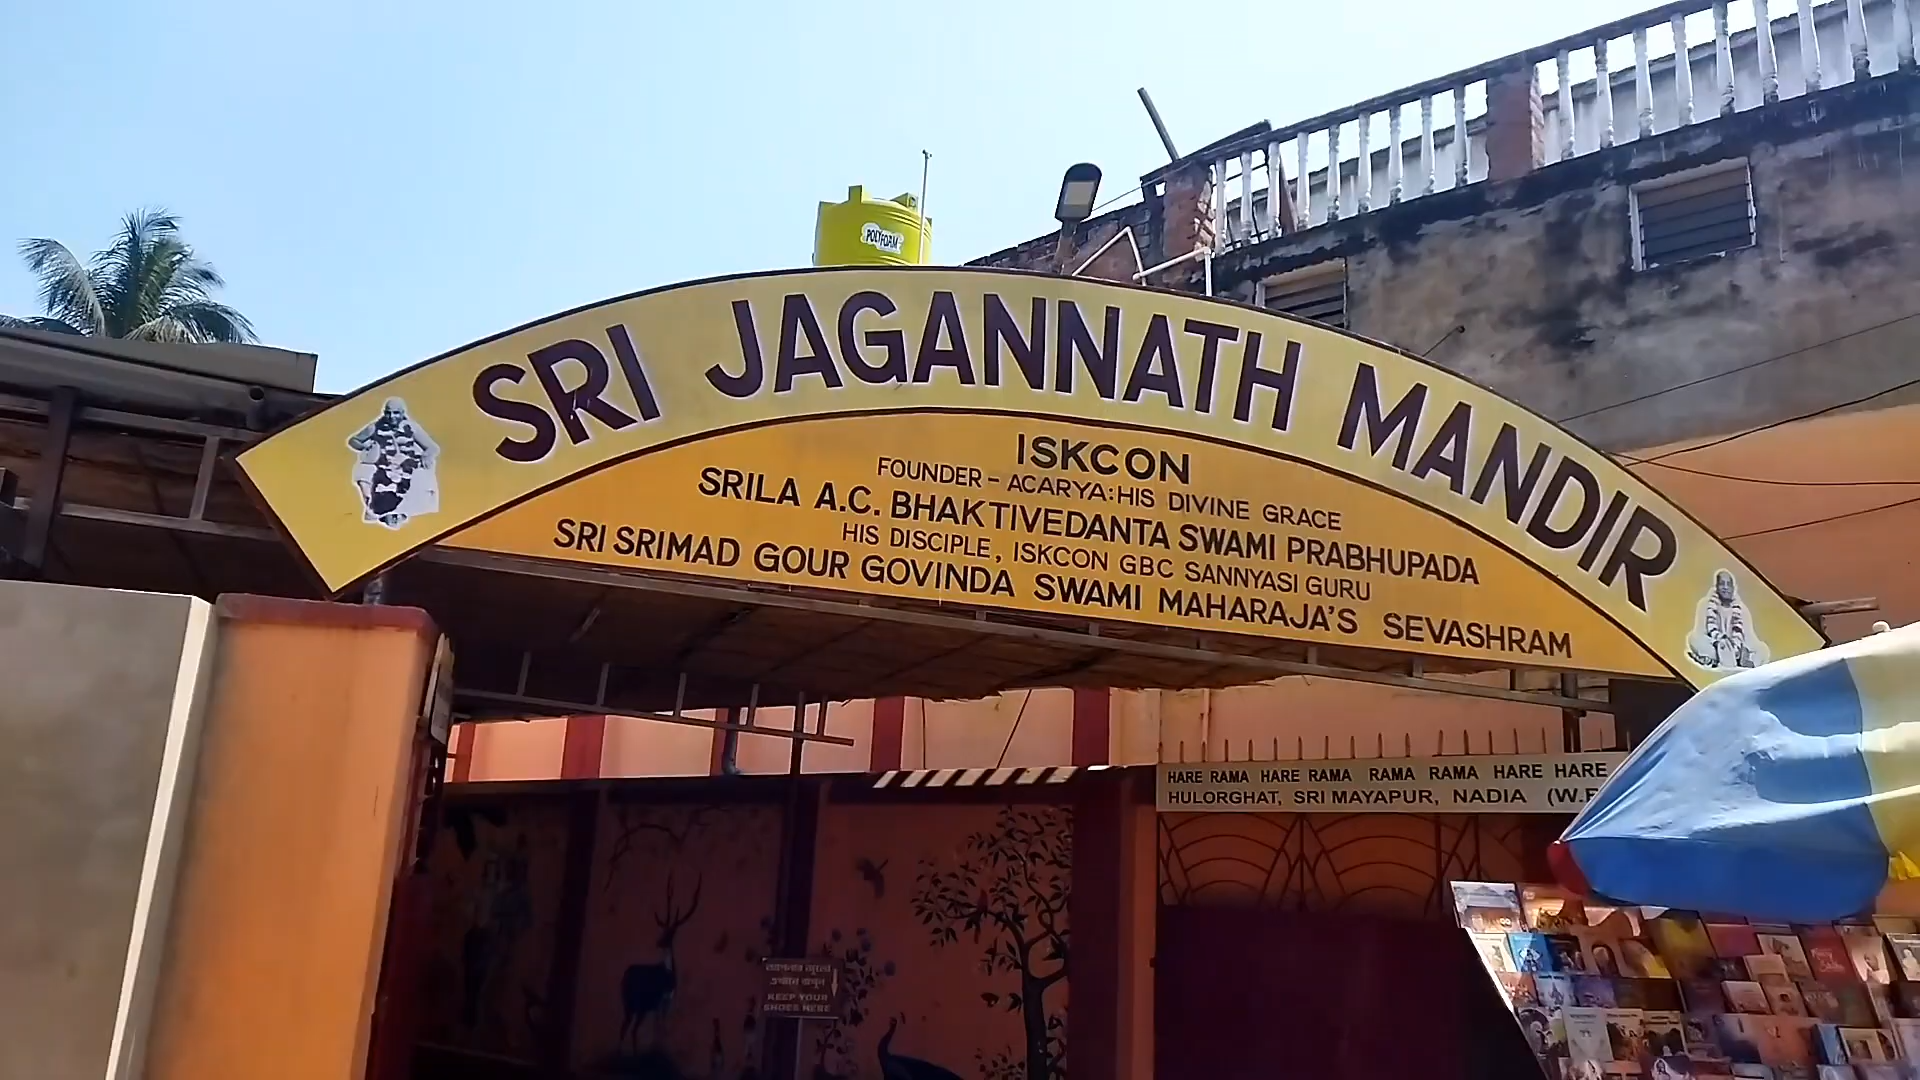 POLYFORM
SRI JAGANNATH MANDIR
ISKCON
FOUNDER - ACARYA: HIS DIVINE GRACE
SRILA A.C. BHAKTIVEDANTA SWAMI PRABHUPADA
HIS DISCIPLE, ISKCON GBC SANNYASI GURU
SRI SRIMAD GOUR GOVINDA SWAMI MAHARAJA'S SEVASHRAM
HARE RAMA HARE RAMA RAMA RAMA HARE HARE
HULORGHAT, SRI MAYAPUR, NADIA (W.B
KEEP YOUR
SHOES HERE